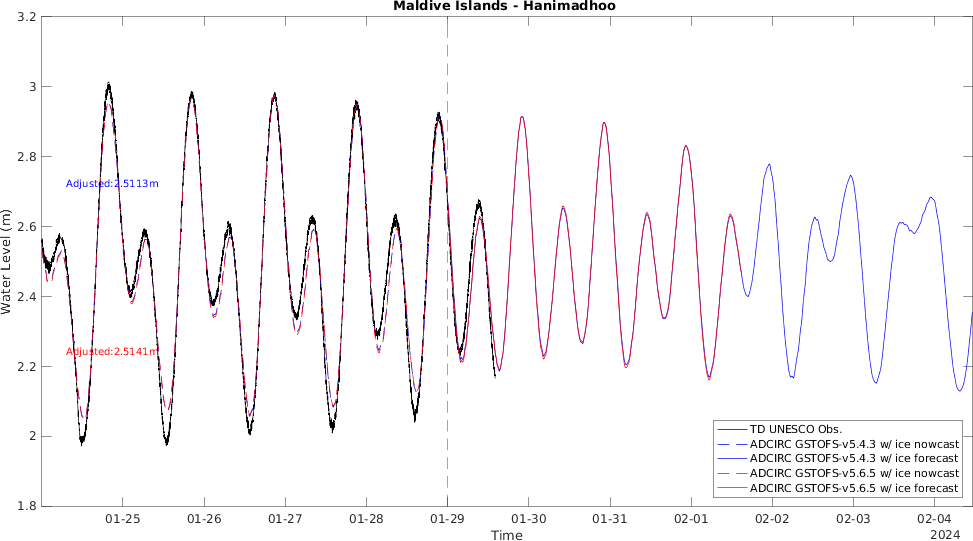 Maldive Islands - Hanimadhoo
3.2
3
2.8
2.6
2.4
2.2
2
1.8
Water Level (m)
Adjusted:2.5113m
Adjusted:2.5141m
TD UNESCO Obs.
ADCIRC GSTOFS-v5.4.3 w/ ice nowcast
ADCIRC GSTOFS-v5.4.3 w/ ice forecast
ADCIRC GSTOFS-v5.6.5 w/ ice nowcast
ADCIRC GSTOFS-v5.6.5 w/ ice forecast
01-25 01-26 01-27 01-28 01-29 01-30 01-31 02-01 02-02 02-03 02-04
Time
2024